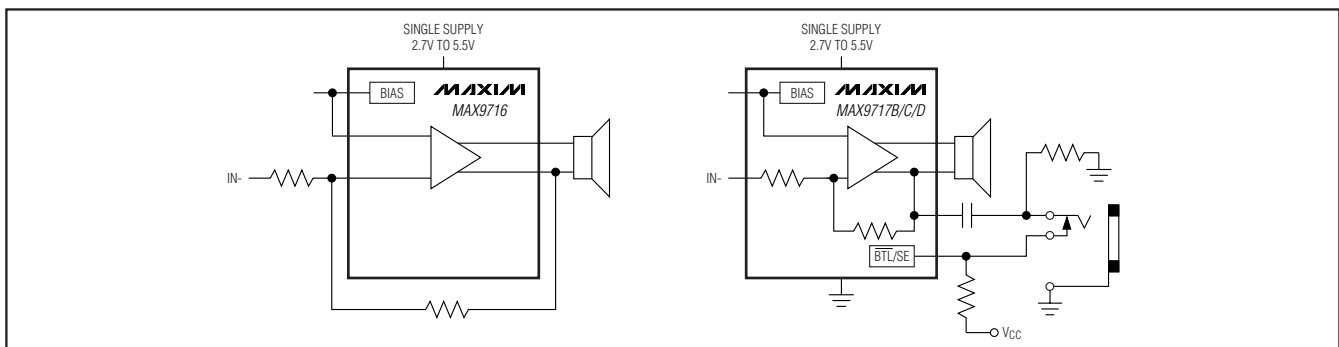 SINGLE SUPPLY
2.7V TO 5.5V
BIAS
MAXIM
MAX9716
IN-
SINGLE SUPPLY
2.7V TO 5.5V
BIAS
MAXIM
MAX9717B/C/D
IN-
BTL/SE
VCC